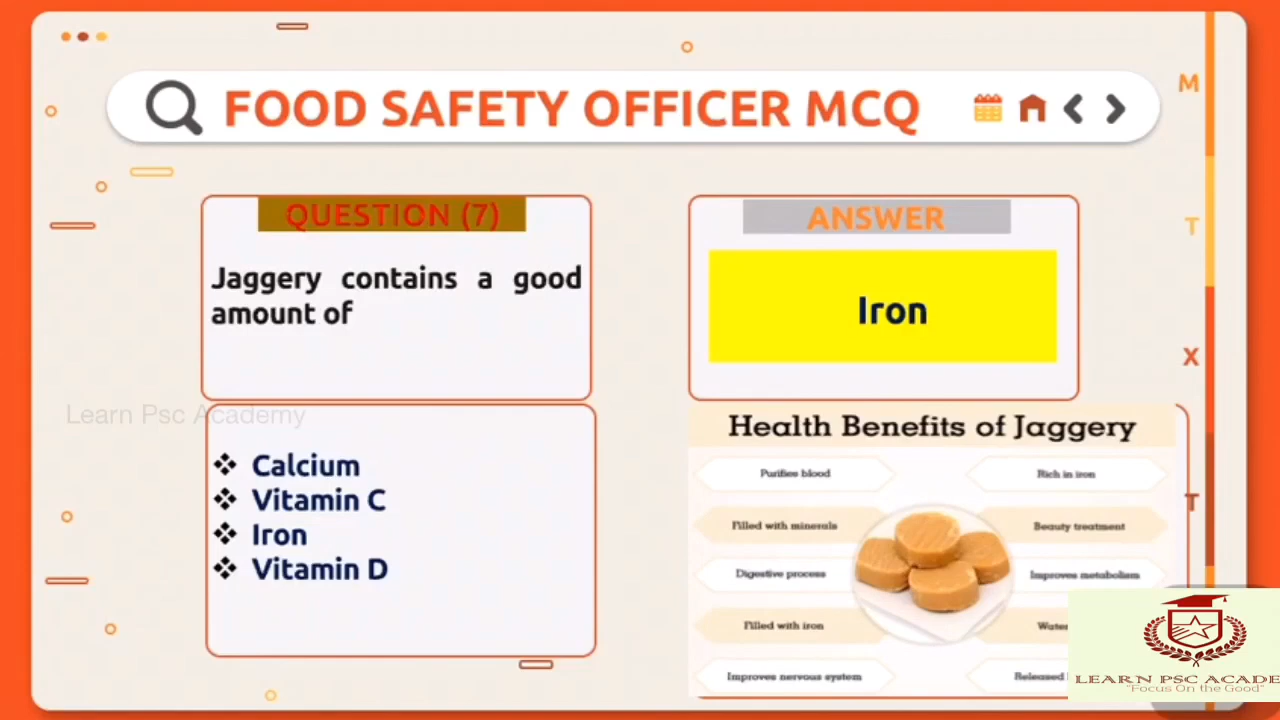 FOOD SAFETY OFFICER MCQ
M
T
X
T
QUESTION (7)
Jaggery contains a good
amount of
ANSWER
Iron
Learn Psc Academy
Calcium
Vitamin C
Iron
Vitamin D
Health Benefits of Jaggery
Purifies blood
Rich in iron
Filled with minerals
Beauty treatment
Digestive process
Improves metabolism
Filled with iron
Water
Improves nervous system
Released
LEARN PSC ACADE
"Focus On the Good"